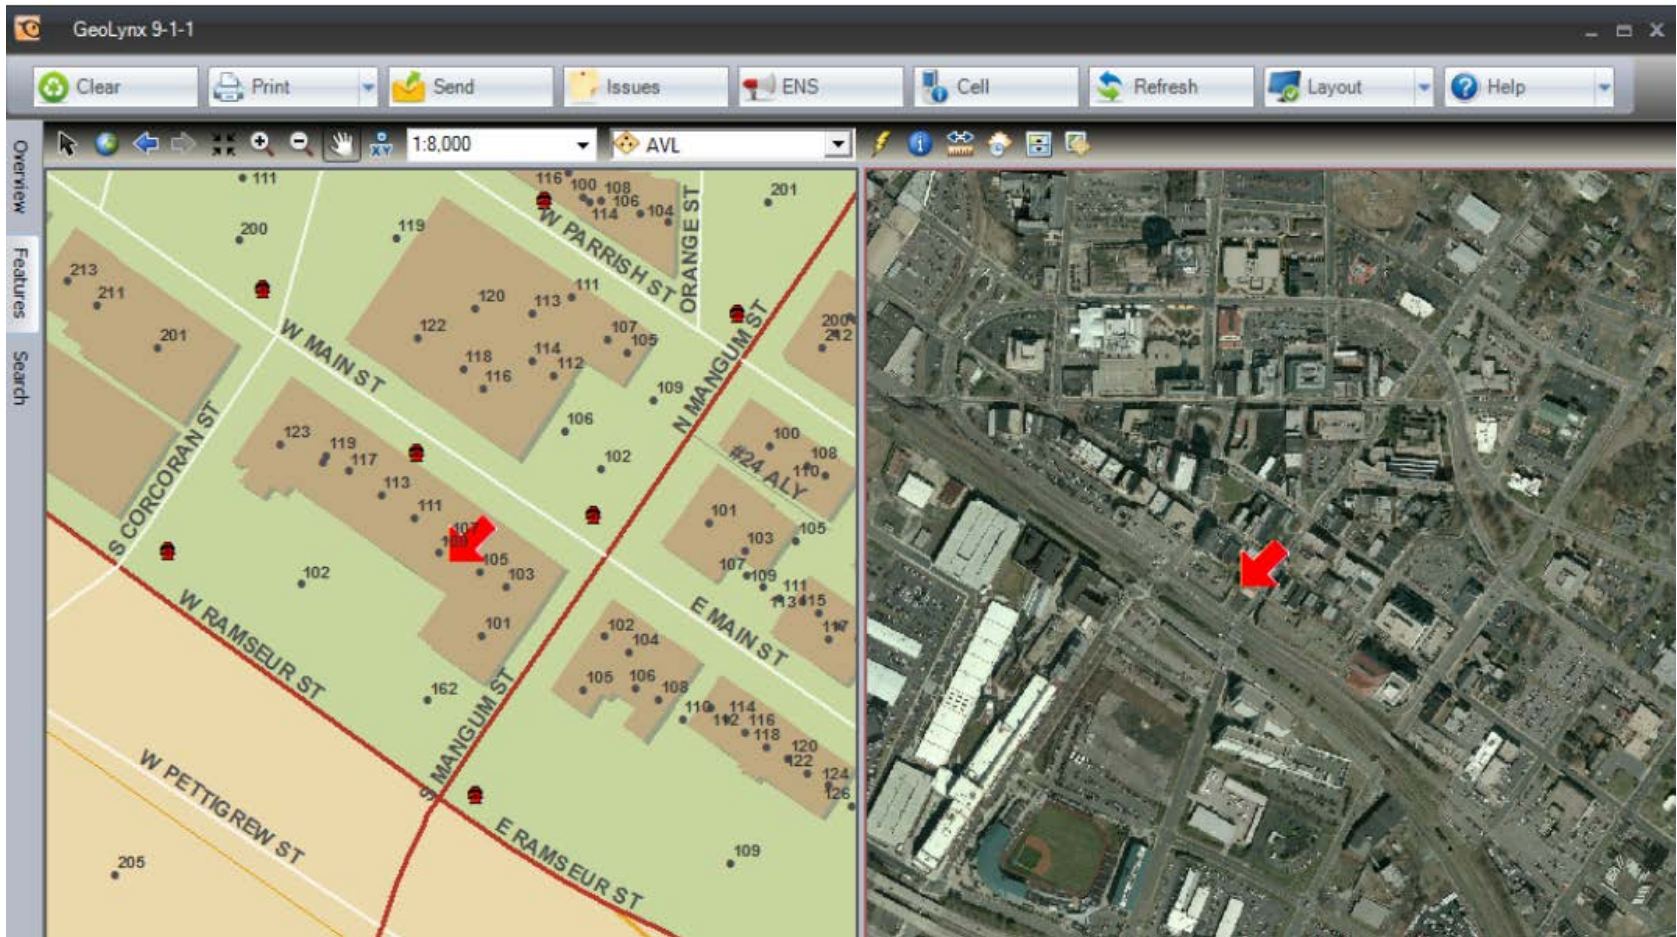 GeoLynx 9-1-1
Clear
Print
Send
Issues
ENS
Cell
Refresh
Layout
Help
Overview
Features
Search
1:8,000
AVL
111
116
100
108
106
114
104
201
200
119
W PARRISH ST
ORANGE ST
213
211
201
120
111
113
122
107
105
114
118
112
116
N MANGUM ST
200
212
W MAIN ST
109
106
102
S CORCORAN ST
123
119
117
113
111
107
105
103
101
102
#24 ALY
100
108
110
101
103
105
107
109
111
113
115
117
E MAIN ST
W RAMSEUR ST
162
S MANGUM ST
102
104
105
106
108
110
114
112
116
118
120
122
124
126
W PETTIGREW ST
E RAMSEUR ST
109
205